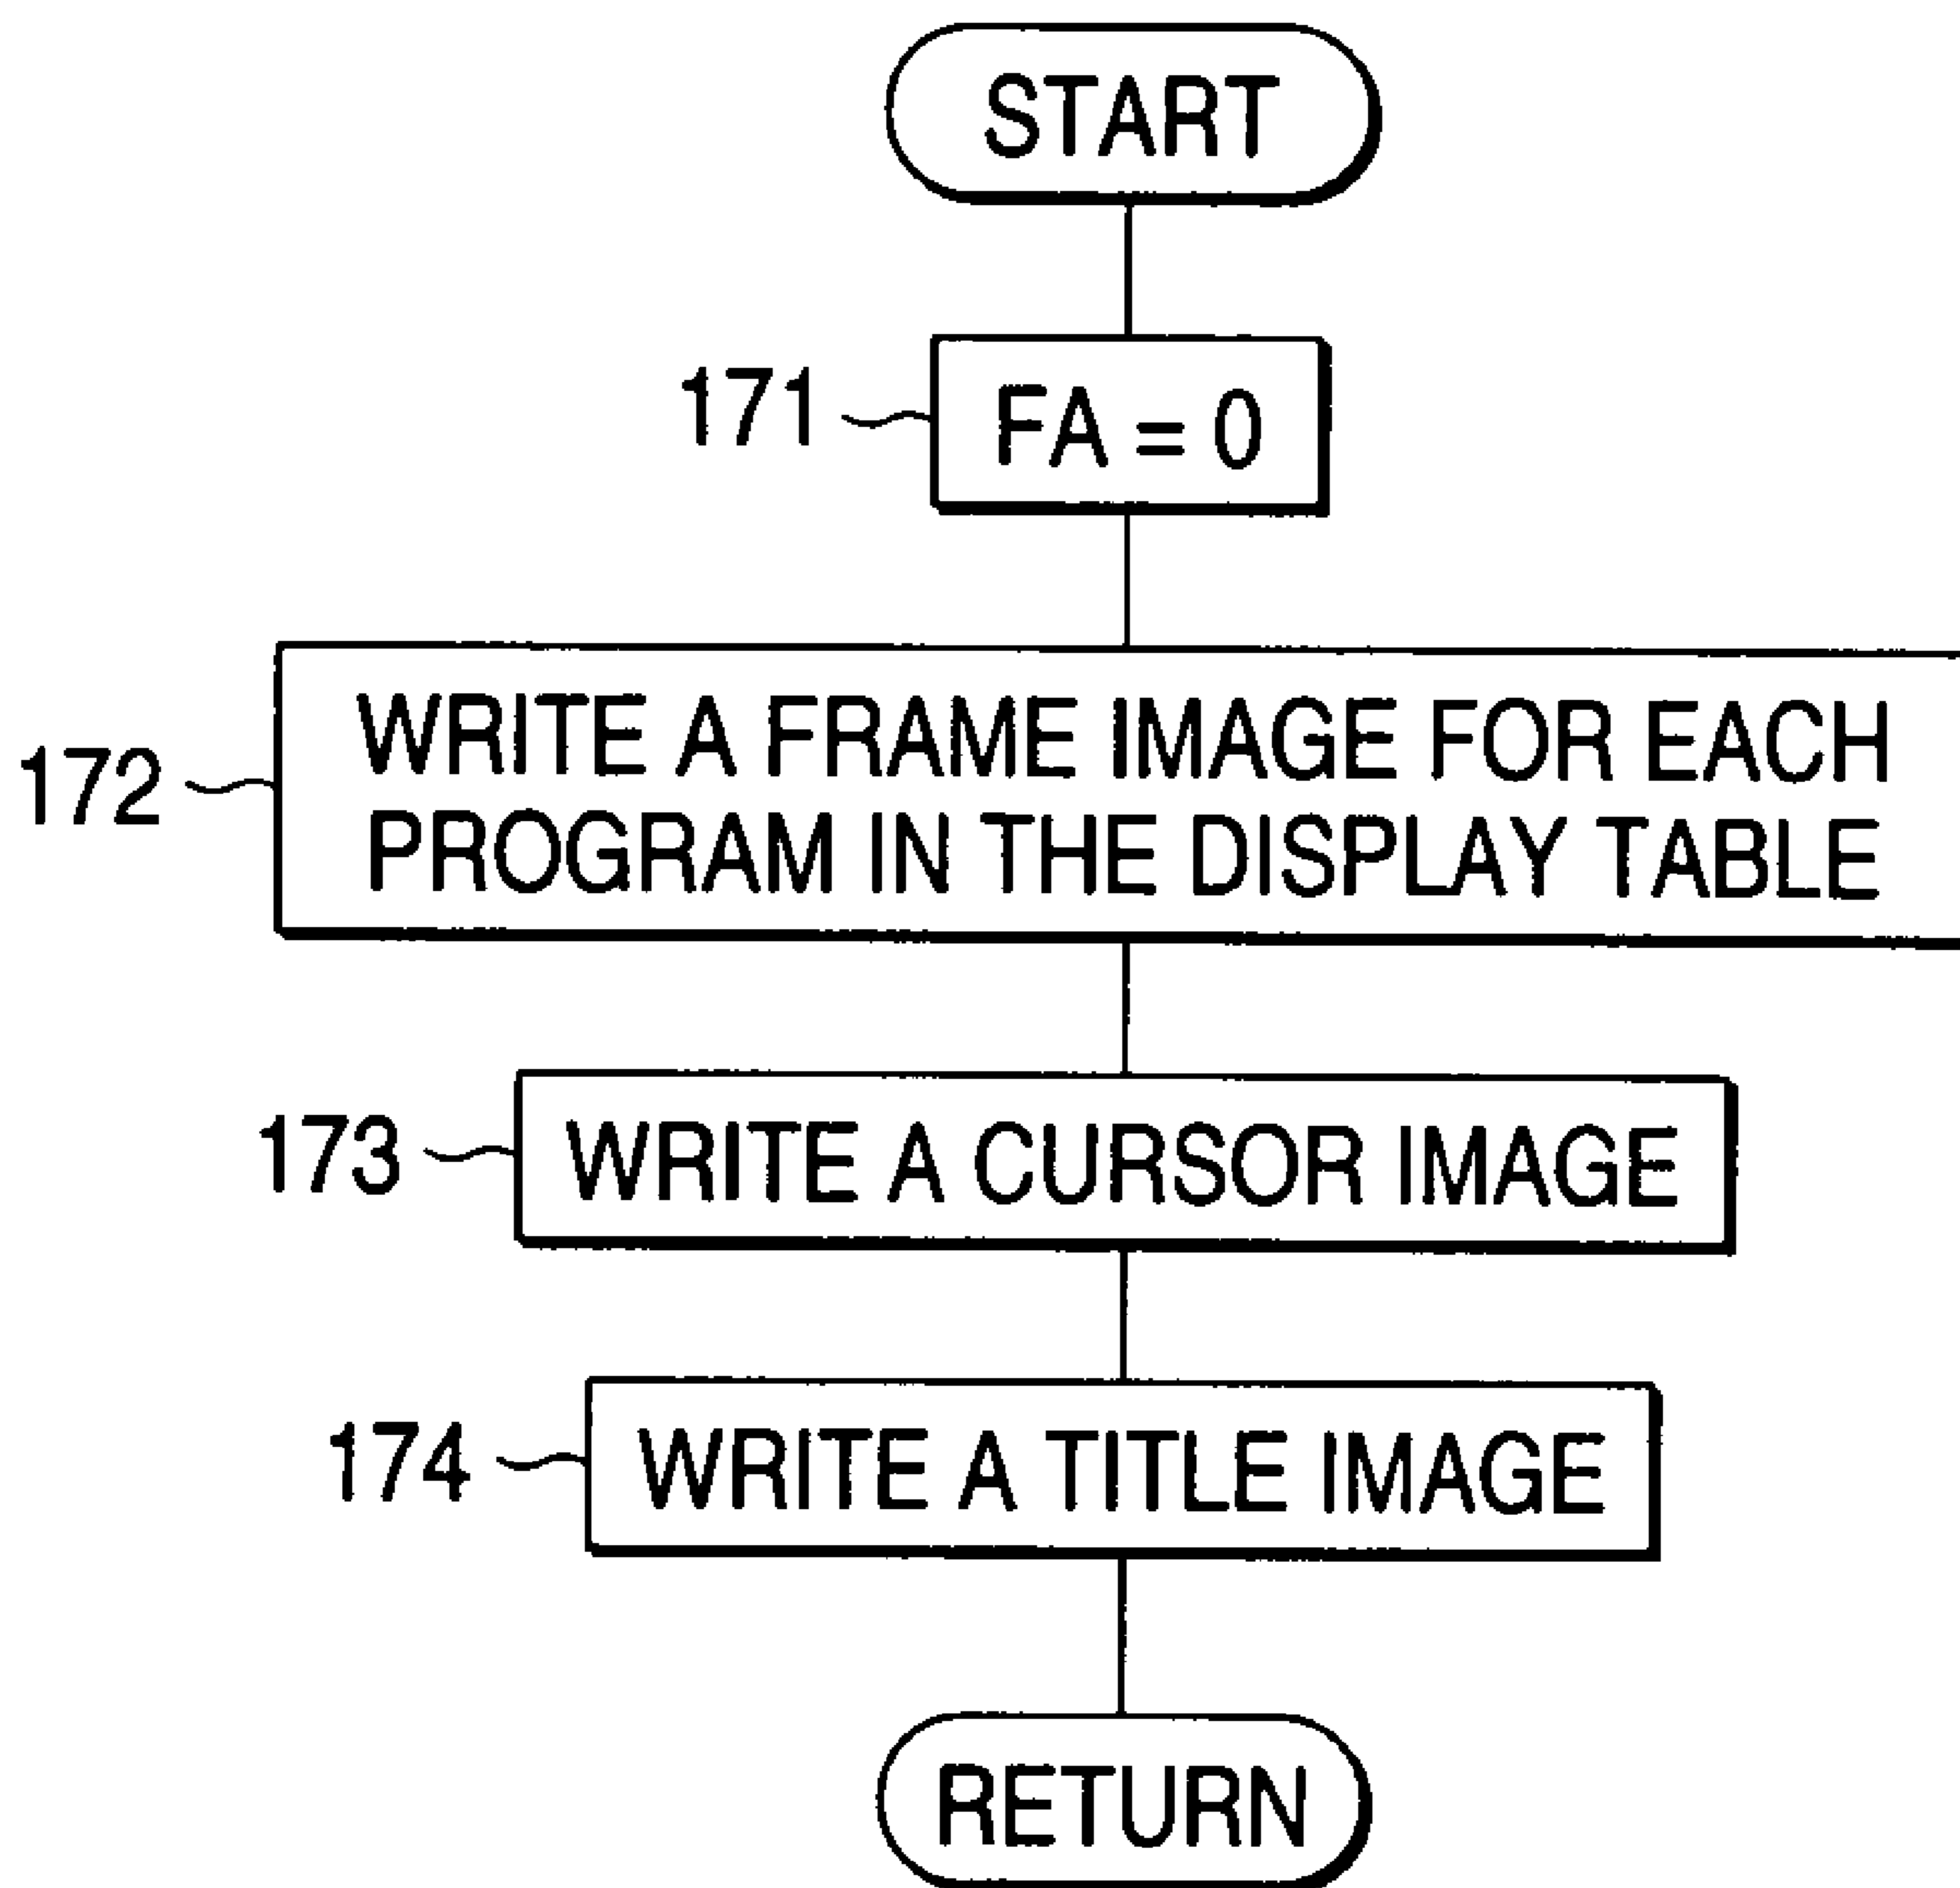 START
171
FA = 0
172
WRITE A FRAME IMAGE FOR EACH
PROGRAM IN THE DISPLAY TABLE
173
WRITE A CURSOR IMAGE
174
WRITE A TITLE IMAGE
RETURN